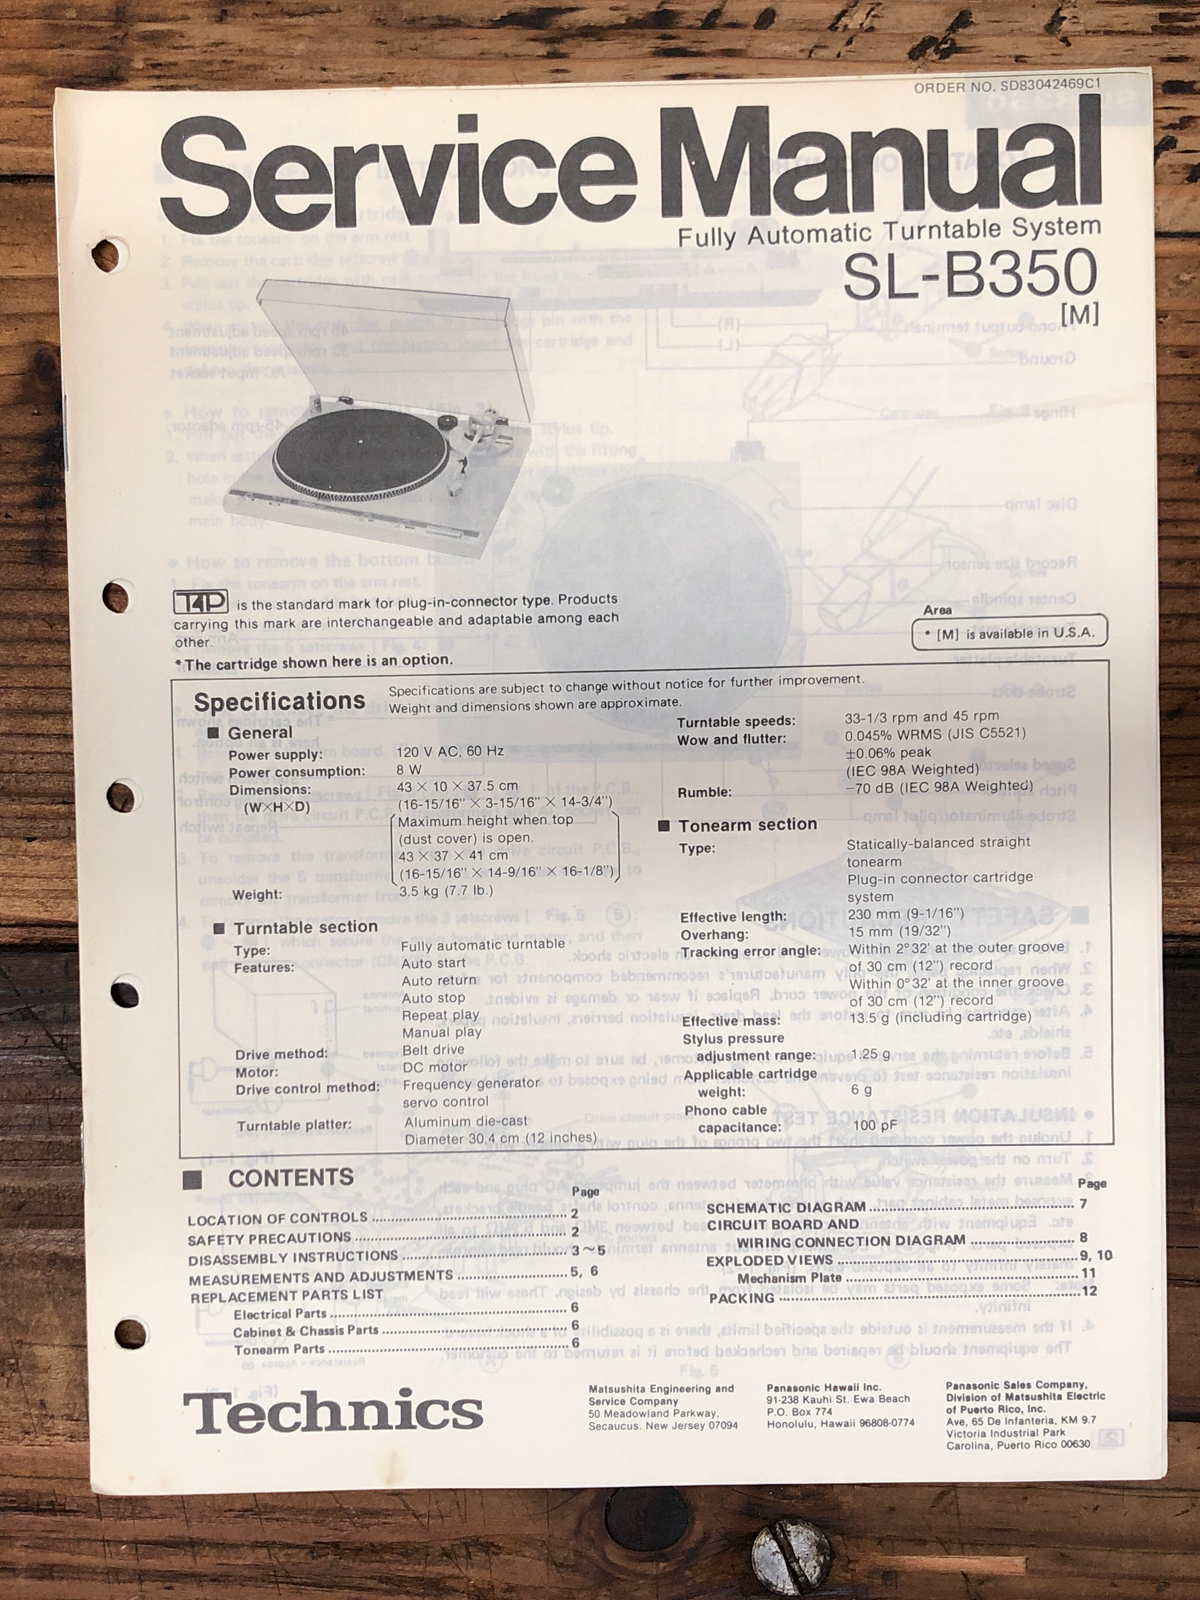 ORDER NO. SD83042469C1
Service Manual
Fully Automatic Turntable System
SL-B350
[M]
T4P is the standard mark for plug-in-connector type. Products
carrying this mark are interchangeable and adaptable among each
other.
* The cartridge shown here is an option.
Area
* [M] is available in U.S.A.
Specifications
Specifications are subject to change without notice for further improvement.
Weight and dimensions shown are approximate.
■ General
Power supply: 120 V AC, 60 Hz
Power consumption: 8 W
Dimensions: 43 × 10 × 37.5 cm
(W×H×D) (16-15/16" × 3-15/16" × 14-3/4")
(Maximum height when top
(dust cover) is open.
43 × 37 × 41 cm
(16-15/16" × 14-9/16" × 16-1/8"))
Weight: 3.5 kg (7.7 lb.)
■ Turntable section
Type: Fully automatic turntable
Features: Auto start
Auto return
Auto stop
Repeat play
Manual play
Drive method: Belt drive
Motor: DC motor
Drive control method: Frequency generator
servo control
Turntable platter: Aluminum die-cast
Diameter 30.4 cm (12 inches)
Turntable speeds: 33-1/3 rpm and 45 rpm
Wow and flutter: 0.045% WRMS (JIS C5521)
±0.06% peak
(IEC 98A Weighted)
Rumble: −70 dB (IEC 98A Weighted)
■ Tonearm section
Type: Statically-balanced straight
tonearm
Plug-in connector cartridge
system
Effective length: 230 mm (9-1/16")
Overhang: 15 mm (19/32")
Tracking error angle: Within 2°32' at the outer groove
of 30 cm (12") record
Within 0°32' at the inner groove
of 30 cm (12") record
Effective mass: 13.5 g (including cartridge)
Stylus pressure
adjustment range: 1.25 g
Applicable cartridge
weight: 6 g
Phono cable
capacitance: 100 pF
■ CONTENTS
Page
LOCATION OF CONTROLS 2
SAFETY PRECAUTIONS 2
DISASSEMBLY INSTRUCTIONS 3~5
MEASUREMENTS AND ADJUSTMENTS 5, 6
REPLACEMENT PARTS LIST
Electrical Parts 6
Cabinet & Chassis Parts 6
Tonearm Parts 6
Page
SCHEMATIC DIAGRAM 7
CIRCUIT BOARD AND
WIRING CONNECTION DIAGRAM 8
EXPLODED VIEWS 9, 10
Mechanism Plate 11
PACKING 12
Technics
Matsushita Engineering and
Service Company
50 Meadowland Parkway,
Secaucus. New Jersey 07094
Panasonic Hawaii Inc.
91-238 Kauhi St. Ewa Beach
P.O. Box 774
Honolulu, Hawaii 96808-0774
Panasonic Sales Company,
Division of Matsushita Electric
of Puerto Rico, Inc.
Ave, 65 De Infanteria, KM 9.7
Victoria Industrial Park
Carolina, Puerto Rico 00630